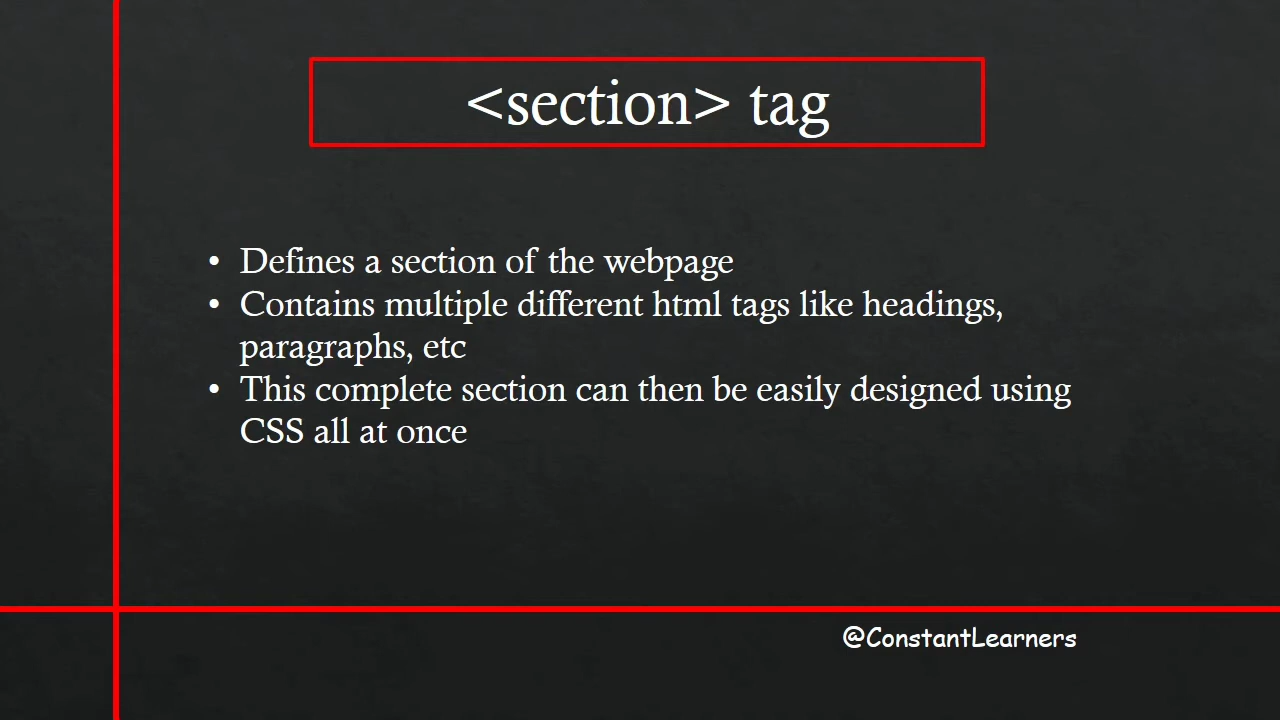 <section> tag
• Defines a section of the webpage
• Contains multiple different html tags like headings,
paragraphs, etc
• This complete section can then be easily designed using
CSS all at once
@ConstantLearners